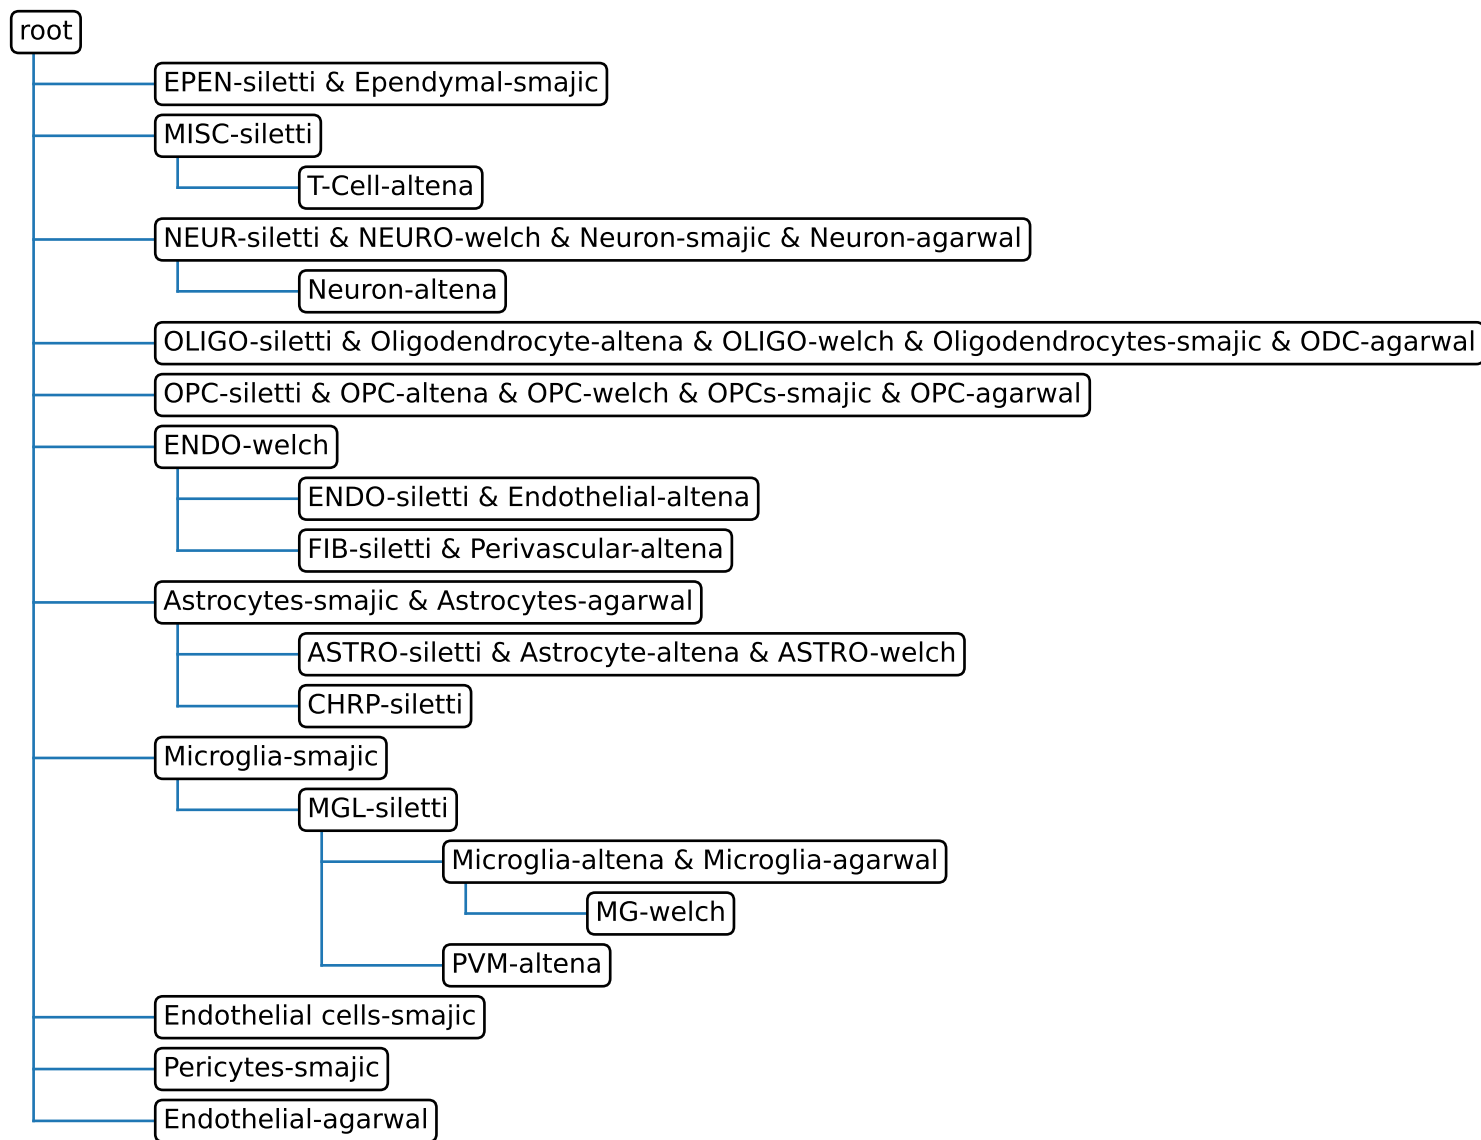 root
EPEN-siletti & Ependymal-smajic
MISC-siletti
T-Cell-altena
NEUR-siletti & NEURO-welch & Neuron-smajic & Neuron-agarwal
Neuron-altena
OLIGO-siletti & Oligodendrocyte-altena & OLIGO-welch & Oligodendrocytes-smajic & ODC-agarwal
OPC-siletti & OPC-altena & OPC-welch & OPCs-smajic & OPC-agarwal
ENDO-welch
ENDO-siletti & Endothelial-altena
FIB-siletti & Perivascular-altena
Astrocytes-smajic & Astrocytes-agarwal
ASTRO-siletti & Astrocyte-altena & ASTRO-welch
CHRP-siletti
Microglia-smajic
MGL-siletti
Microglia-altena & Microglia-agarwal
MG-welch
PVM-altena
Endothelial cells-smajic
Pericytes-smajic
Endothelial-agarwal